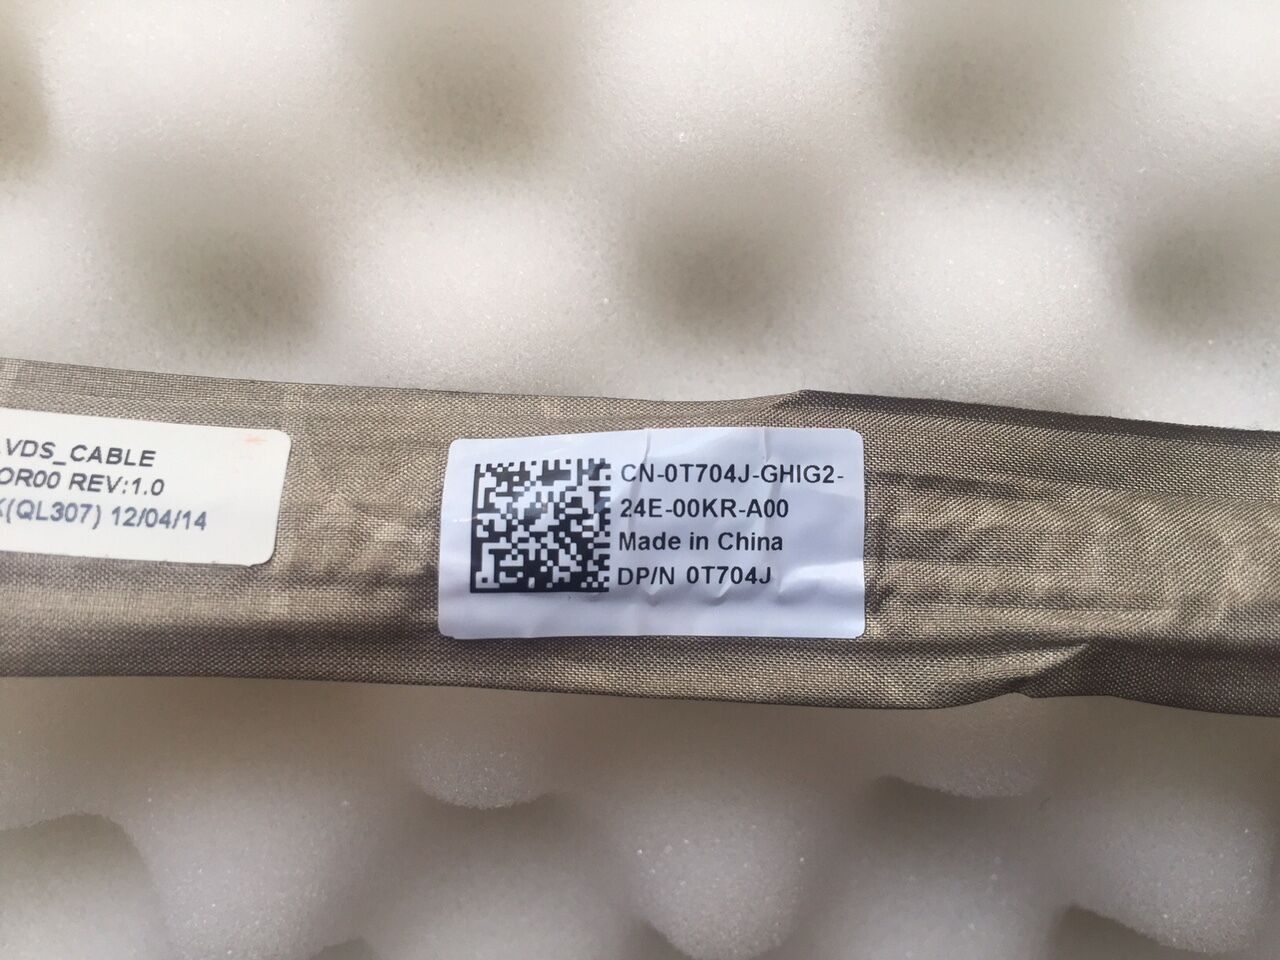 VDS_CABLE
OR00 REV:1.0
(QL307) 12/04/14
CN-0T704J-GHIG2-
24E-00KR-A00
Made in China
DP/N 0T704J